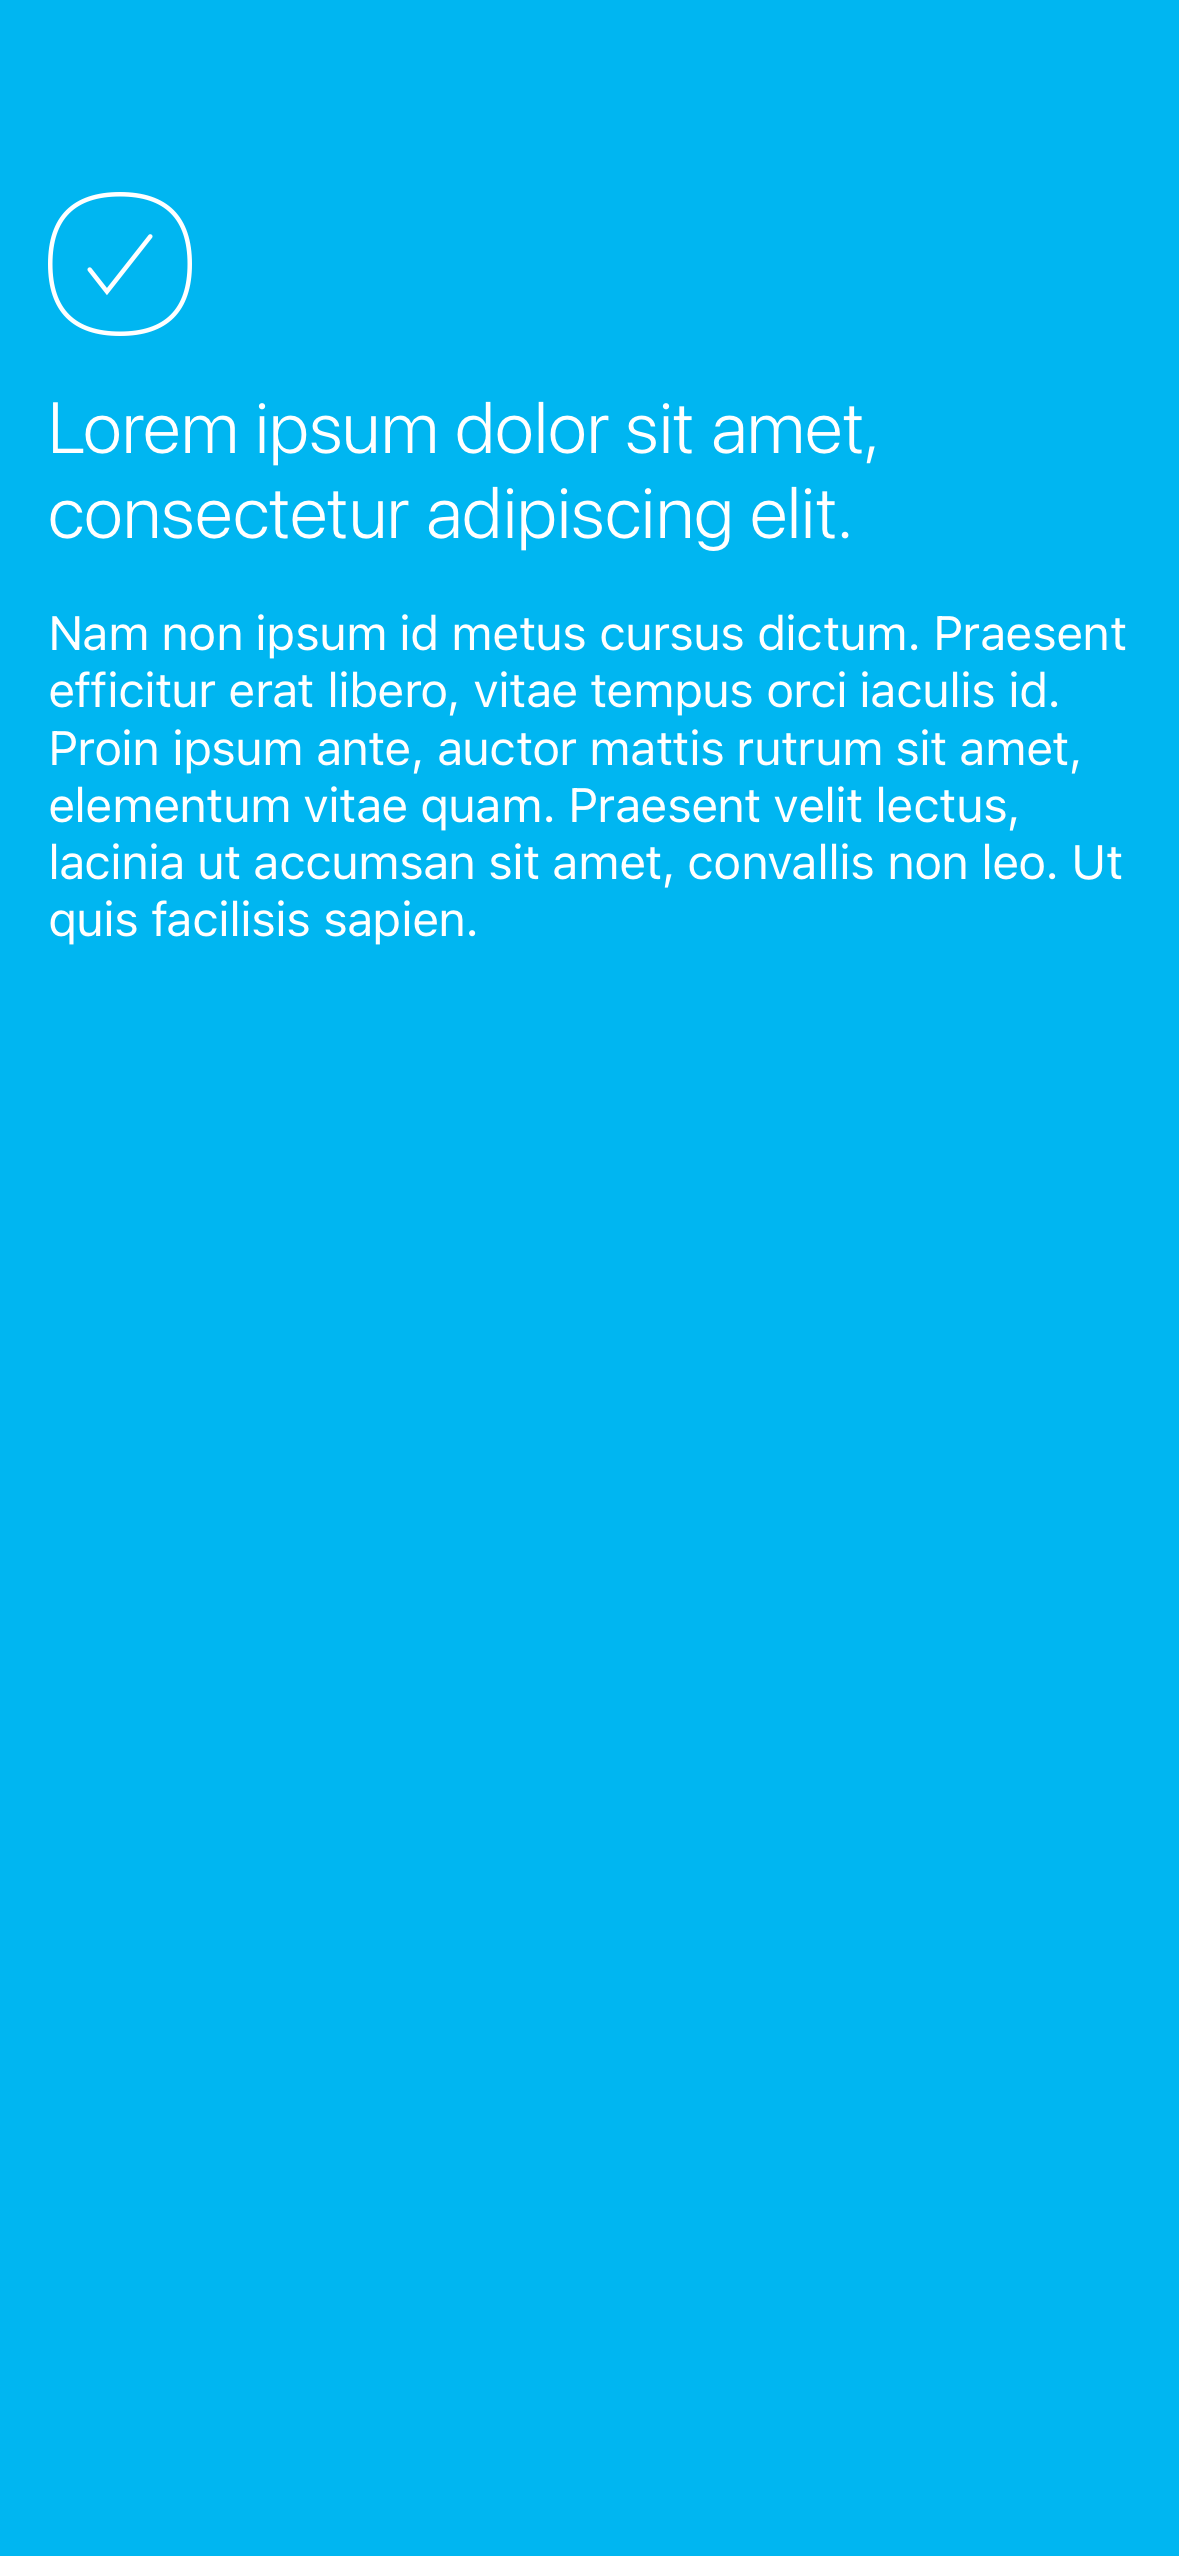 Lorem ipsum dolor sit amet,
consectetur adipiscing elit.
Nam non ipsum id metus cursus dictum. Praesent
efficitur erat libero, vitae tempus orci iaculis id.
Proin ipsum ante, auctor mattis rutrum sit amet,
elementum vitae quam. Praesent velit lectus,
lacinia ut accumsan sit amet, convallis non leo. Ut
quis facilisis sapien.